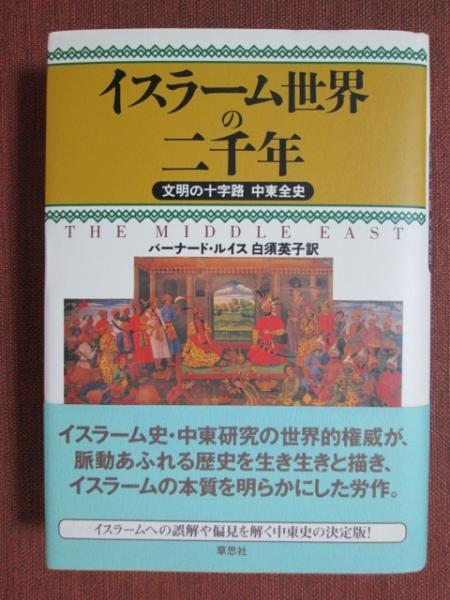 イスラーム世界
の
二千年
文明の十字路 中東全史
THE MIDDLE EAST
バーナード・ルイス 白須英子訳
イスラーム史・中東研究の世界的権威が、
脈動あふれる歴史を生き生きと描き、
イスラームの本質を明らかにした労作。
イスラームへの誤解や偏見を解く中東史の決定版!
草思社